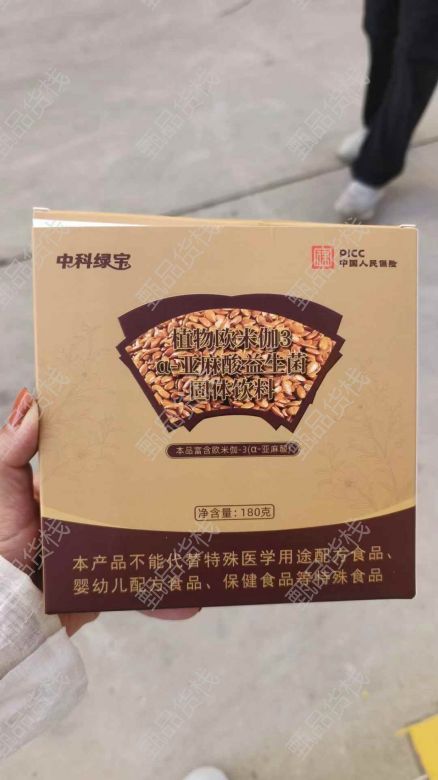 中科绿宝
PICC
中国人民保险
植物欧米伽3
α-亚麻酸益生菌
固体饮料
本品富含欧米伽-3(α-亚麻酸)
净含量：180克
本产品不能代替特殊医学用途配方食品、
婴幼儿配方食品、保健食品等特殊食品
甄品货栈